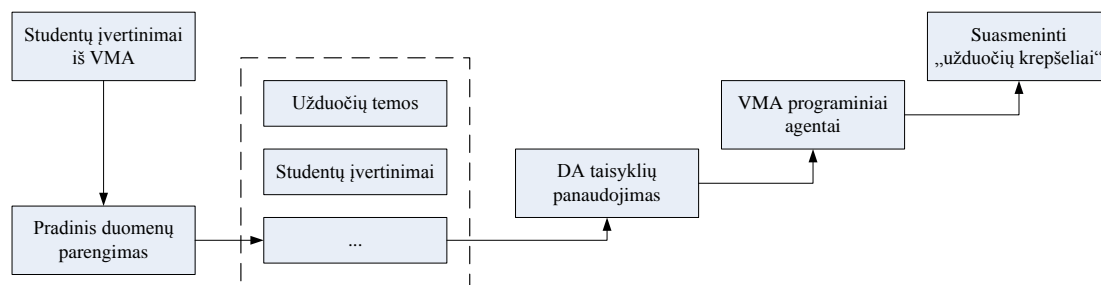 Studentų įvertinimai
iš VMA
Pradinis duomenų
parengimas
Užduočių temos
Studentų įvertinimai
...
DA taisyklių
panaudojimas
VMA programiniai
agentai
Suasmeninti
„užduočių krepšeliai“